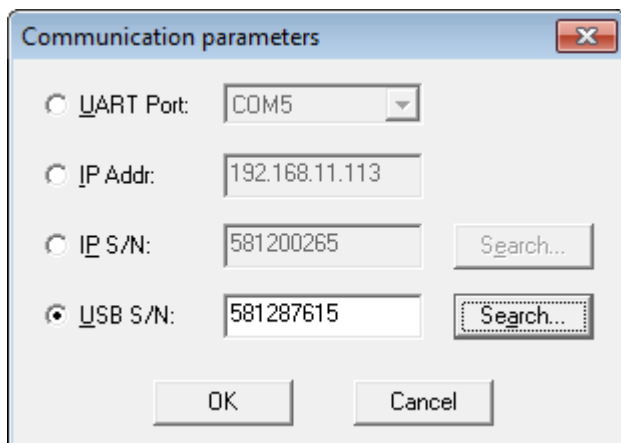 Communication parameters
UART Port: COM5
IP Addr: 192.168.11.113
IP S/N: 581200265 Search...
USB S/N: 581287615 Search...
OK Cancel